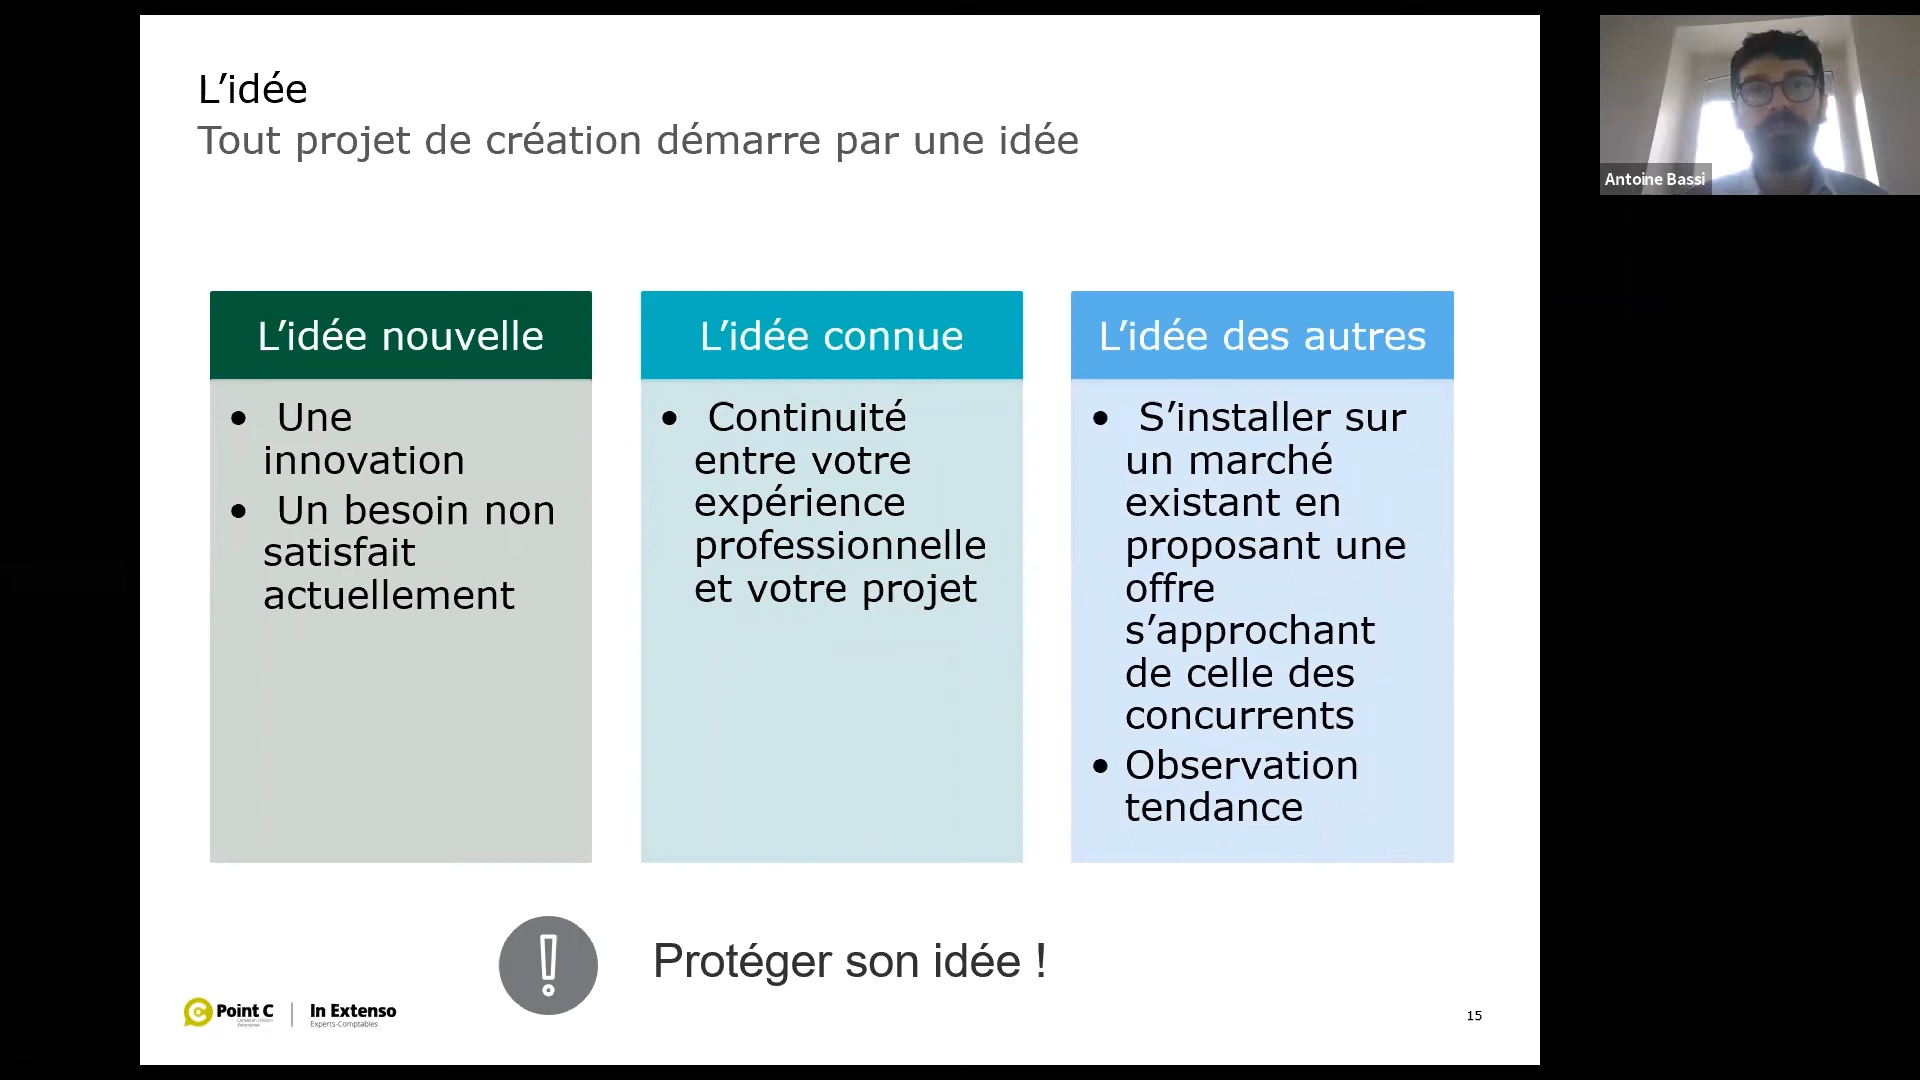 L’idée
Tout projet de création démarre par une idée
Antoine Bassi
L’idée nouvelle
• Une
innovation
• Un besoin non
satisfait
actuellement
L’idée connue
• Continuité
entre votre
expérience
professionnelle
et votre projet
L’idée des autres
• S’installer sur
un marché
existant en
proposant une
offre
s’approchant
de celle des
concurrents
• Observation
tendance
! Protéger son idée !
Point C
In Extenso
Experts-Comptables
15